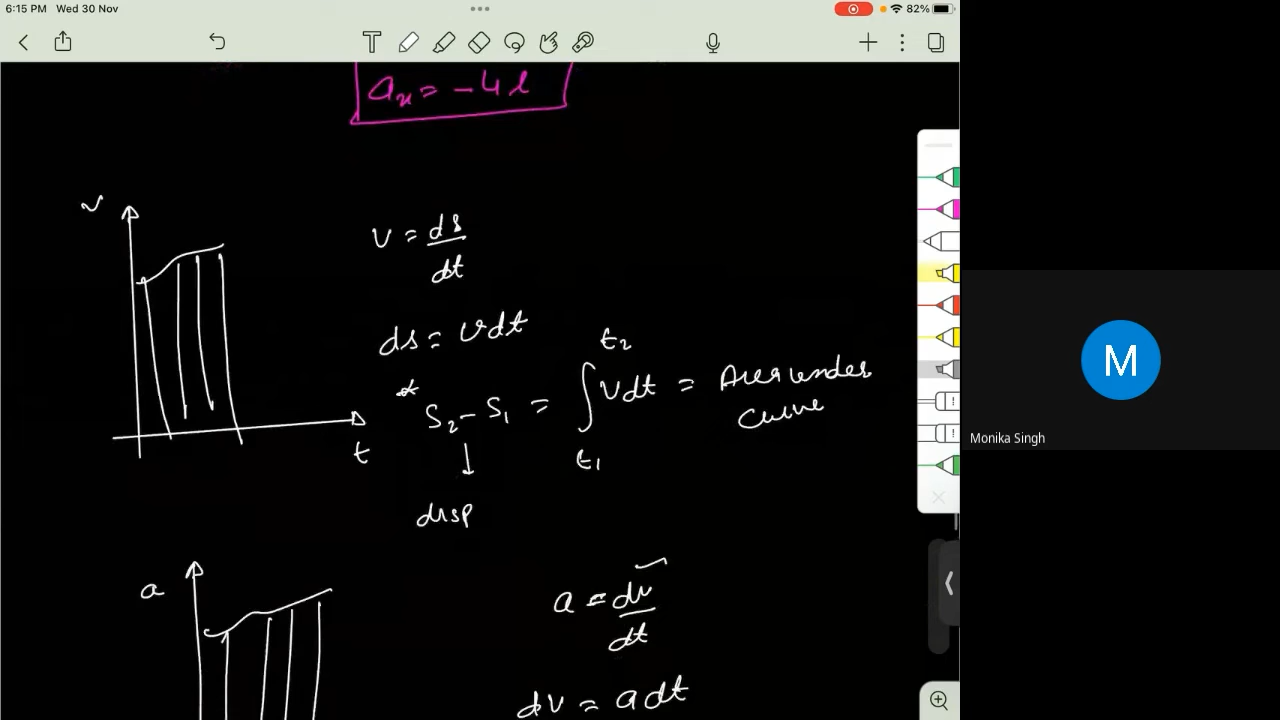 6:15 PM Wed 30 Nov
82%
T
aₓ = -4l
v
v = ds/dt
ds = vdt
t₂
S₂ - S₁ = ∫ vdt = Area under
curve
t₁
t
disp
a
a = dv/dt
dv = adt
M
Monika Singh